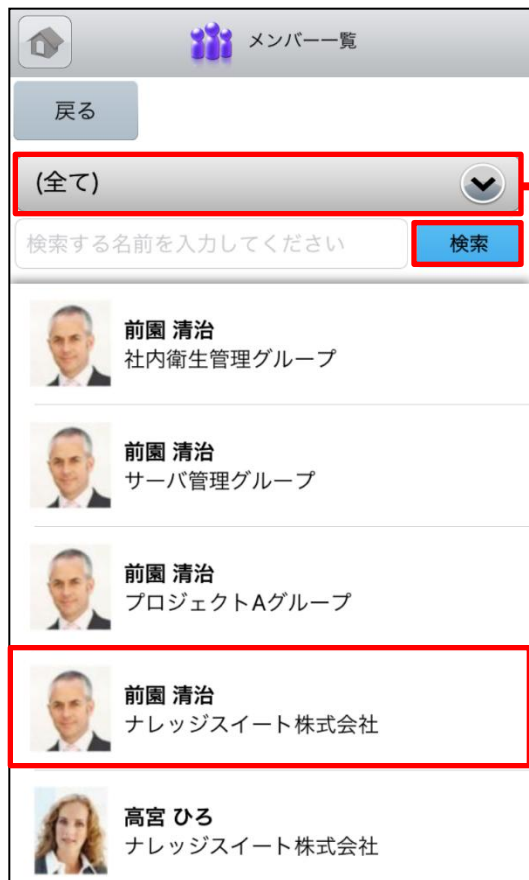 メンバー一覧
戻る
(全て)
検索する名前を入力してください
検索
前園 清治
社内衛生管理グループ
前園 清治
サーバ管理グループ
前園 清治
プロジェクトAグループ
前園 清治
ナレッジスイート株式会社
高宮 ひろ
ナレッジスイート株式会社